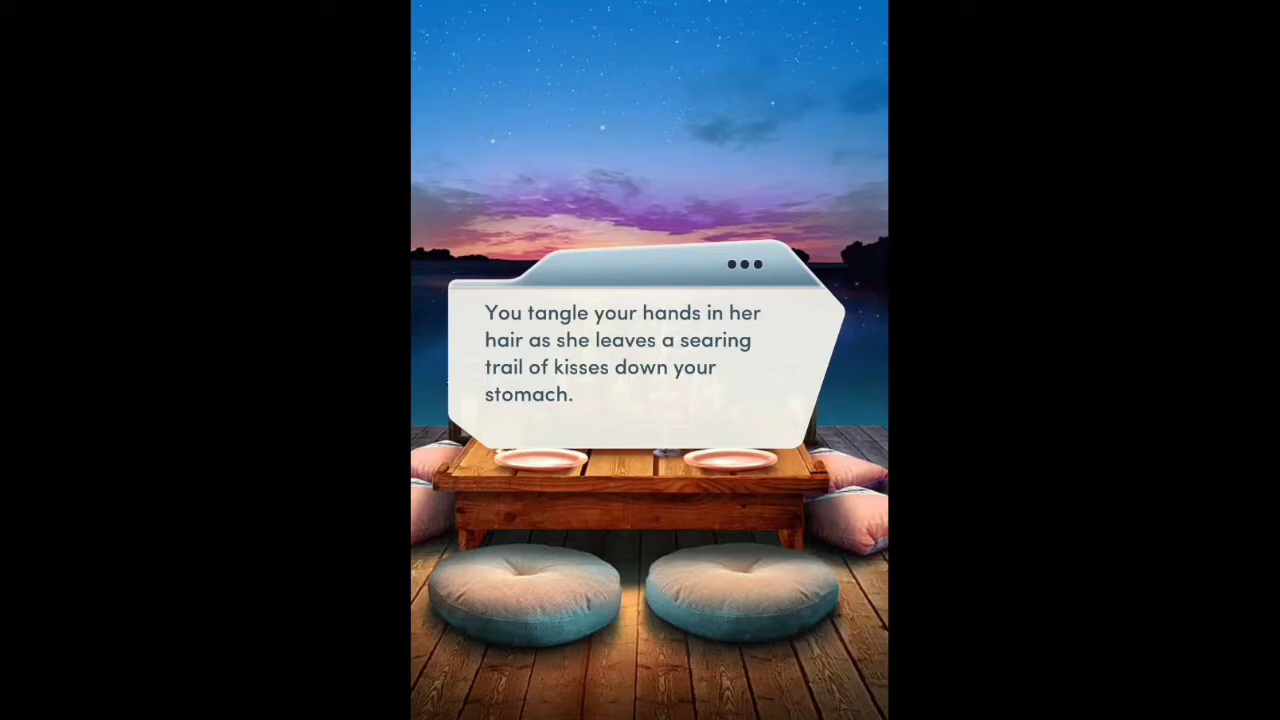 You tangle your hands in her
hair as she leaves a searing
trail of kisses down your
stomach.